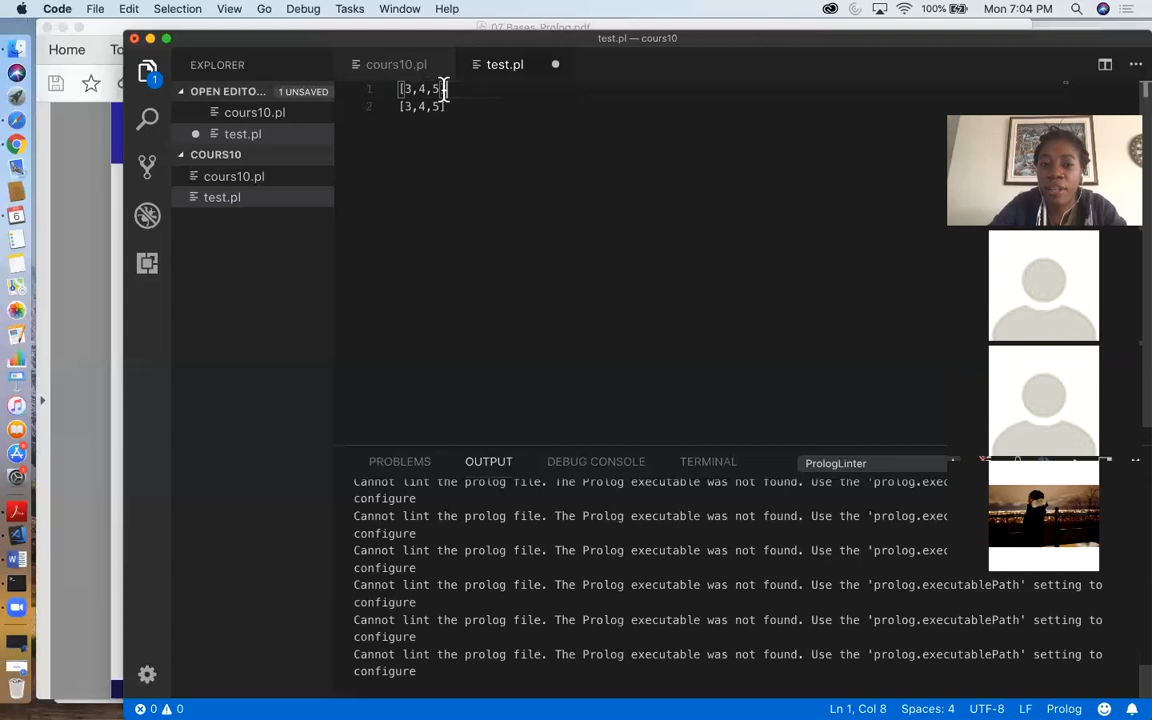 Code File Edit Selection View Go Debug Tasks Window Help 100% Mon 7:04 PM
07 Bases_Prolog.pdf
test.pl — cours10
Home
EXPLORER
cours10.pl
test.pl
1
OPEN EDITO... 1 UNSAVED
cours10.pl
test.pl
COURS10
cours10.pl
test.pl
1 [3,4,5]
2 [3,4,5]
PROBLEMS OUTPUT DEBUG CONSOLE TERMINAL PrologLinter
Cannot lint the prolog file. The Prolog executable was not found. Use the 'prolog.exec
configure
Cannot lint the prolog file. The Prolog executable was not found. Use the 'prolog.exec
configure
Cannot lint the prolog file. The Prolog executable was not found. Use the 'prolog.exec
configure
Cannot lint the prolog file. The Prolog executable was not found. Use the 'prolog.executablePath' setting to
configure
Cannot lint the prolog file. The Prolog executable was not found. Use the 'prolog.executablePath' setting to
configure
Cannot lint the prolog file. The Prolog executable was not found. Use the 'prolog.executablePath' setting to
configure
0 0 Ln 1, Col 8 Spaces: 4 UTF-8 LF Prolog